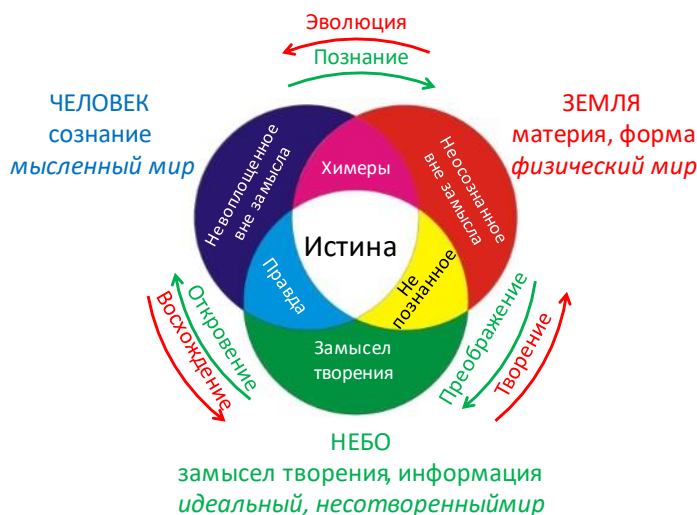 Эволюция
Познание
ЧЕЛОВЕК
сознание
мысленный мир
ЗЕМЛЯ
материя, форма
физический мир
Невоплощенное
вне замысла
Химеры
Неосознанное
вне замысла
Истина
Правда
Не
познанное
Замысел
творения
Восхождение
Откровение
Преображение
Творение
НЕБО
замысел творения, информация
идеальный, несотворенныймир